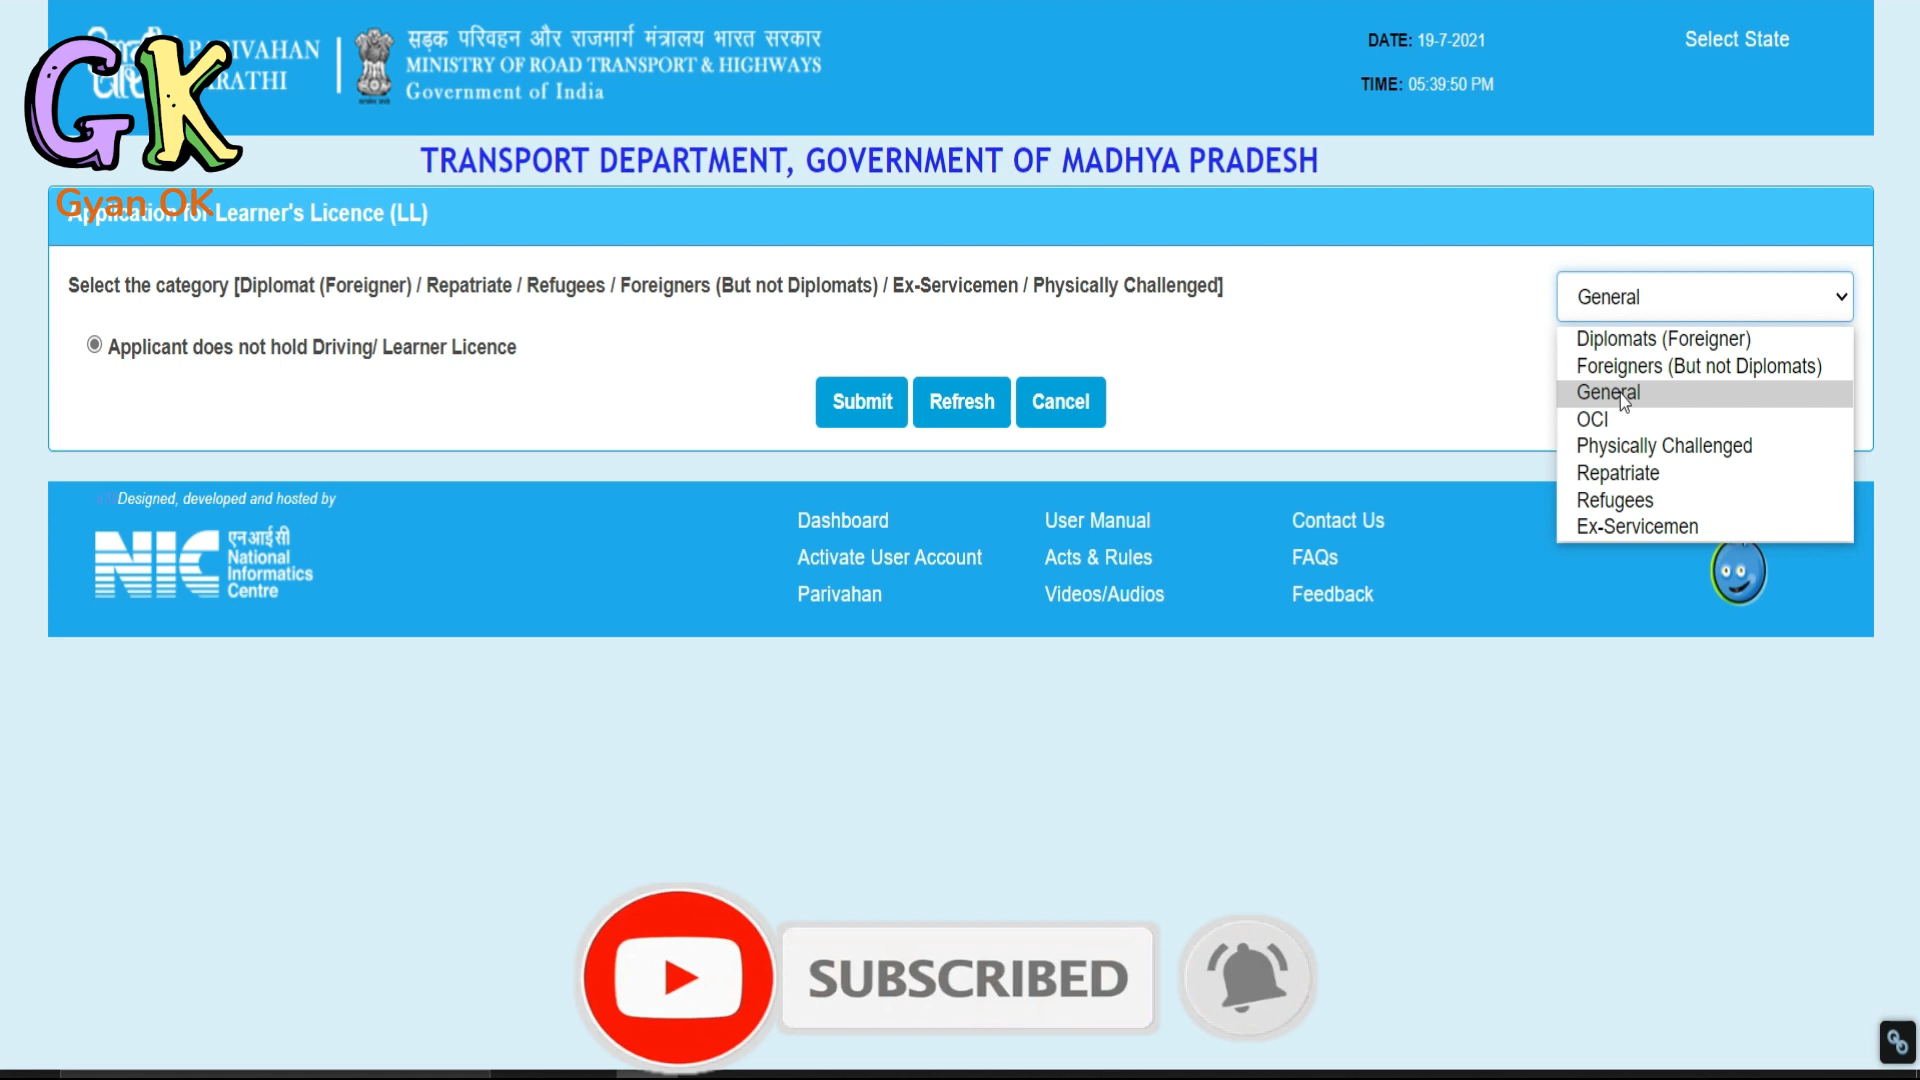 GK
Gyan OK
सड़क परिवहन और राजमार्ग मंत्रालय भारत सरकार
MINISTRY OF ROAD TRANSPORT & HIGHWAYS
Government of India
DATE: 19-7-2021
TIME: 05:39:50 PM
Select State
TRANSPORT DEPARTMENT, GOVERNMENT OF MADHYA PRADESH
Application for Learner's Licence (LL)
Select the category [Diplomat (Foreigner) / Repatriate / Refugees / Foreigners (But not Diplomats) / Ex-Servicemen / Physically Challenged]
General
Applicant does not hold Driving/ Learner Licence
Diplomats (Foreigner)
Foreigners (But not Diplomats)
General
OCI
Physically Challenged
Repatriate
Refugees
Ex-Servicemen
Submit Refresh Cancel
Designed, developed and hosted by
NIC
एनआईसी
National
Informatics
Centre
Dashboard User Manual Contact Us
Activate User Account Acts & Rules FAQs
Parivahan Videos/Audios Feedback
SUBSCRIBED